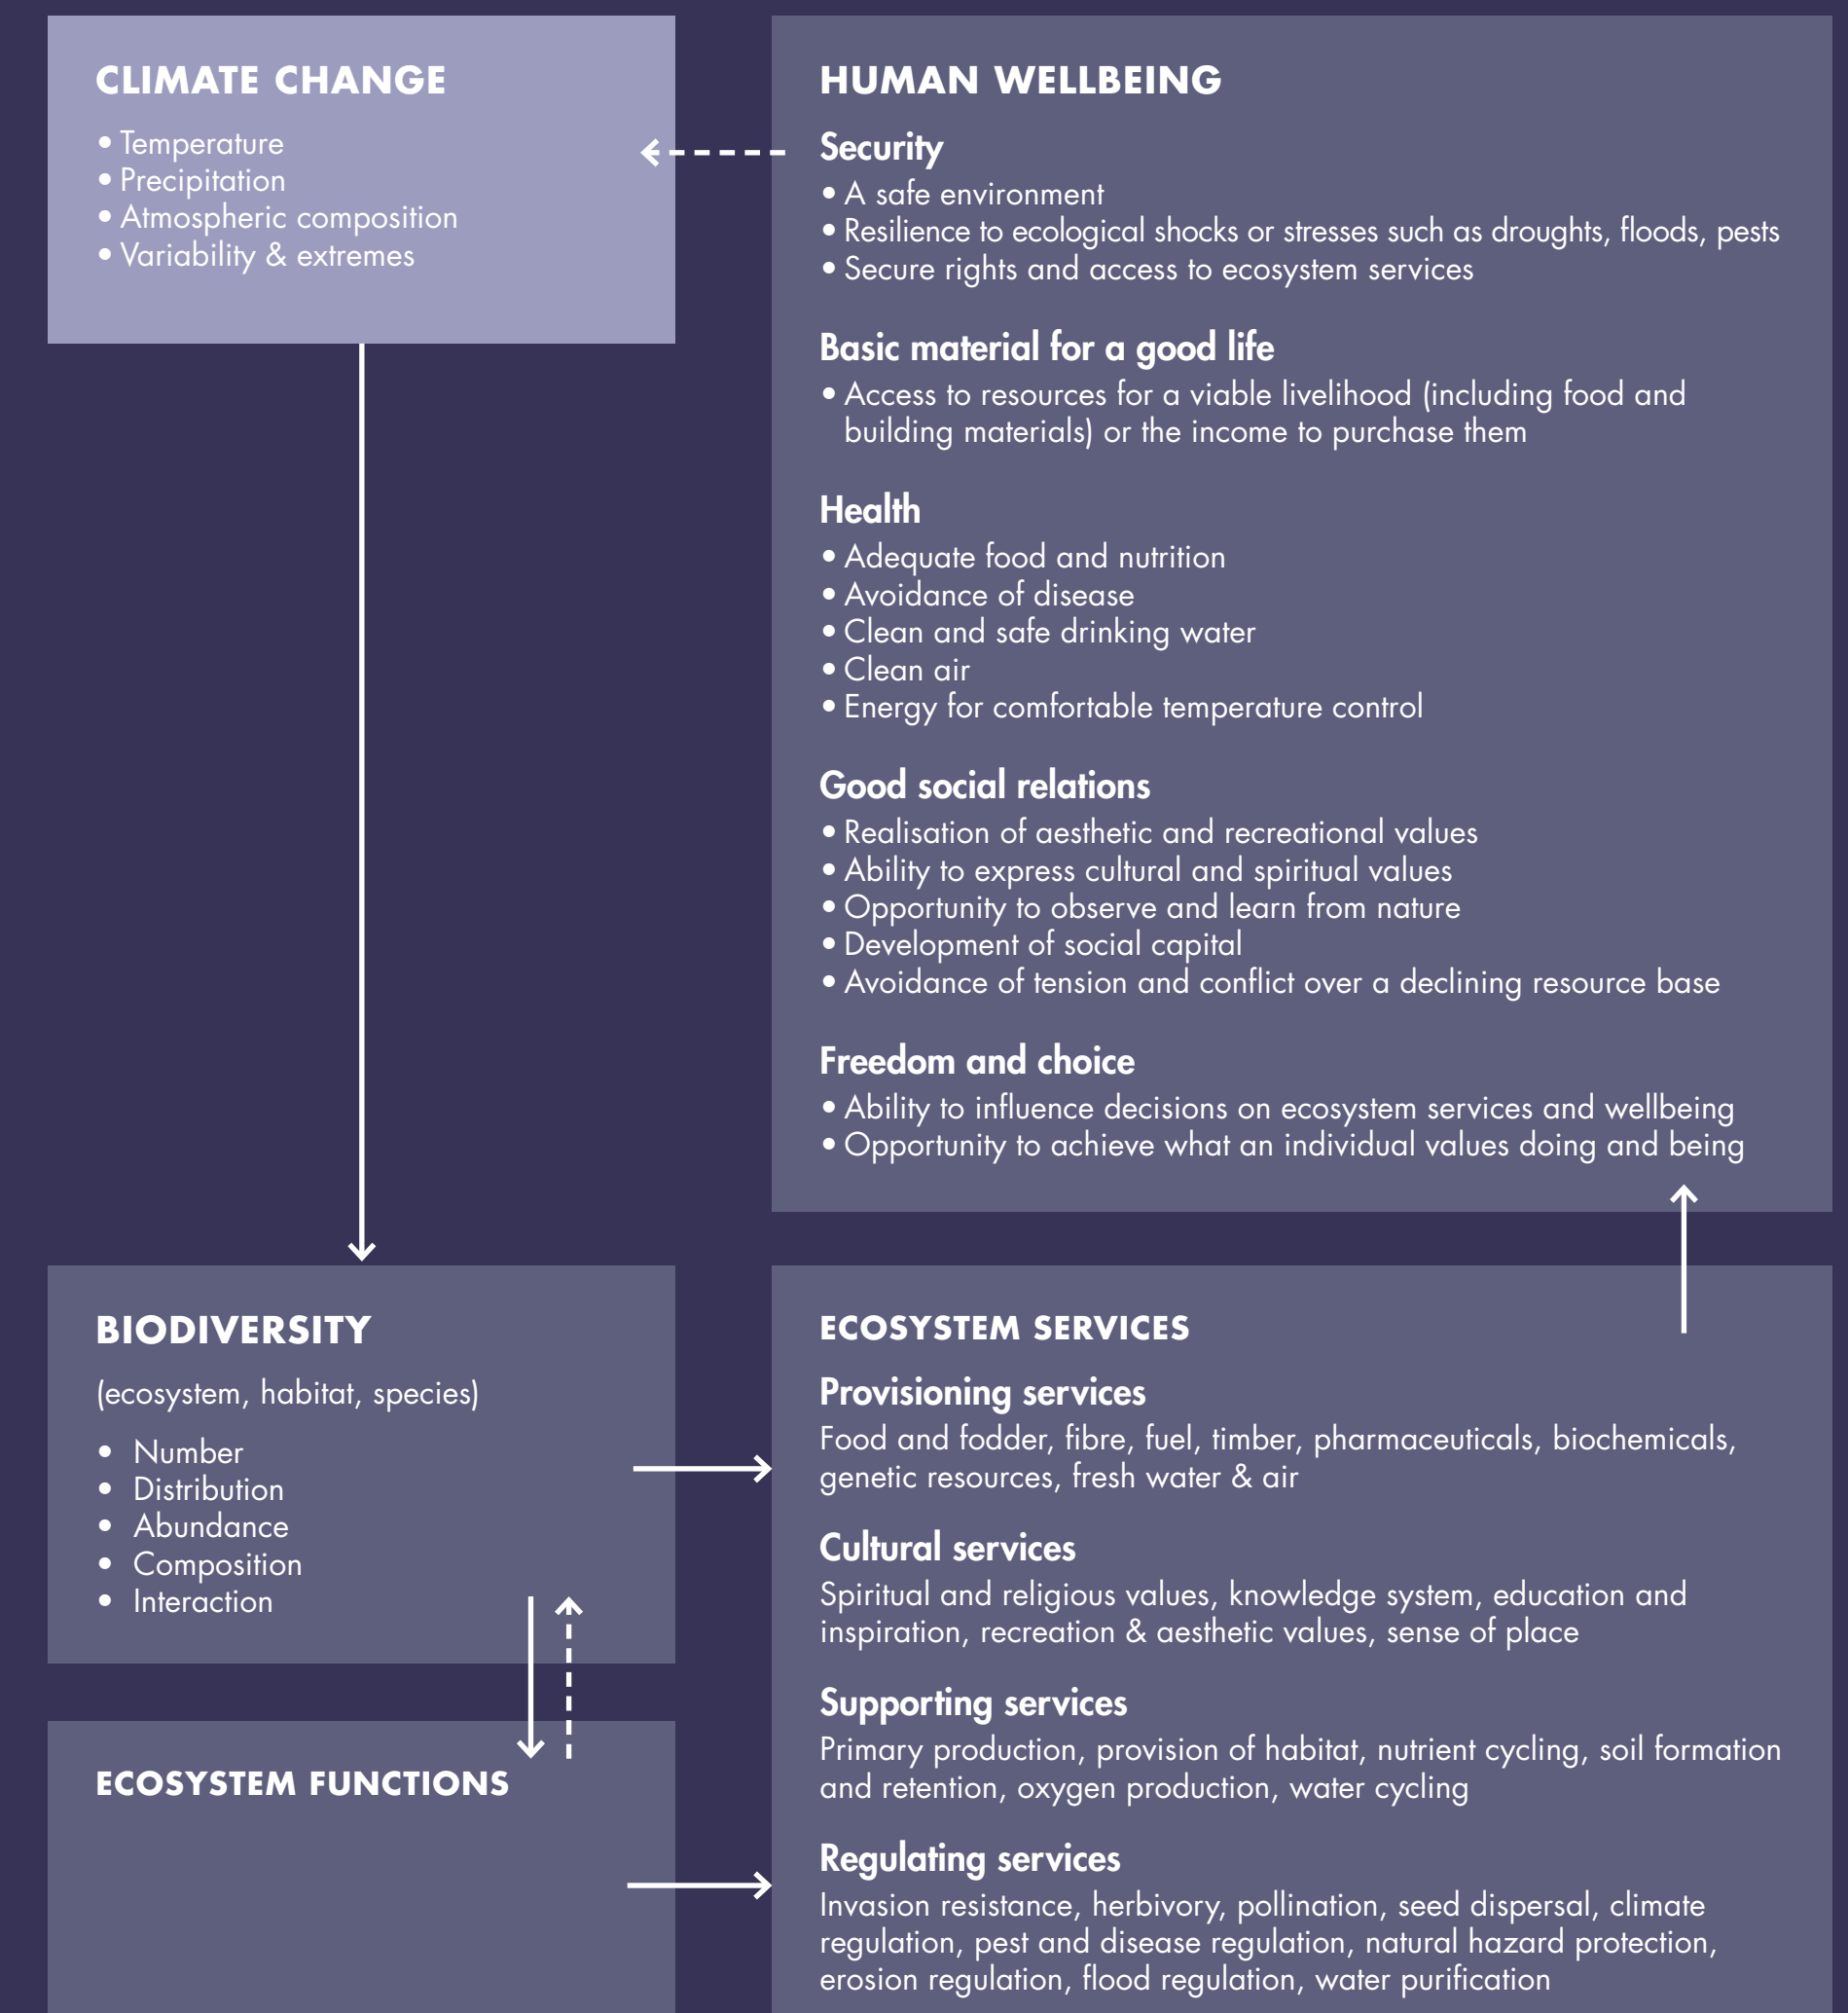 CLIMATE CHANGE
• Temperature
• Precipitation
• Atmospheric composition
• Variability & extremes
HUMAN WELLBEING
Security
• A safe environment
• Resilience to ecological shocks or stresses such as droughts, floods, pests
• Secure rights and access to ecosystem services
Basic material for a good life
• Access to resources for a viable livelihood (including food and
building materials) or the income to purchase them
Health
• Adequate food and nutrition
• Avoidance of disease
• Clean and safe drinking water
• Clean air
• Energy for comfortable temperature control
Good social relations
• Realisation of aesthetic and recreational values
• Ability to express cultural and spiritual values
• Opportunity to observe and learn from nature
• Development of social capital
• Avoidance of tension and conflict over a declining resource base
Freedom and choice
• Ability to influence decisions on ecosystem services and wellbeing
• Opportunity to achieve what an individual values doing and being
BIODIVERSITY
(ecosystem, habitat, species)
• Number
• Distribution
• Abundance
• Composition
• Interaction
ECOSYSTEM FUNCTIONS
ECOSYSTEM SERVICES
Provisioning services
Food and fodder, fibre, fuel, timber, pharmaceuticals, biochemicals,
genetic resources, fresh water & air
Cultural services
Spiritual and religious values, knowledge system, education and
inspiration, recreation & aesthetic values, sense of place
Supporting services
Primary production, provision of habitat, nutrient cycling, soil formation
and retention, oxygen production, water cycling
Regulating services
Invasion resistance, herbivory, pollination, seed dispersal, climate
regulation, pest and disease regulation, natural hazard protection,
erosion regulation, flood regulation, water purification